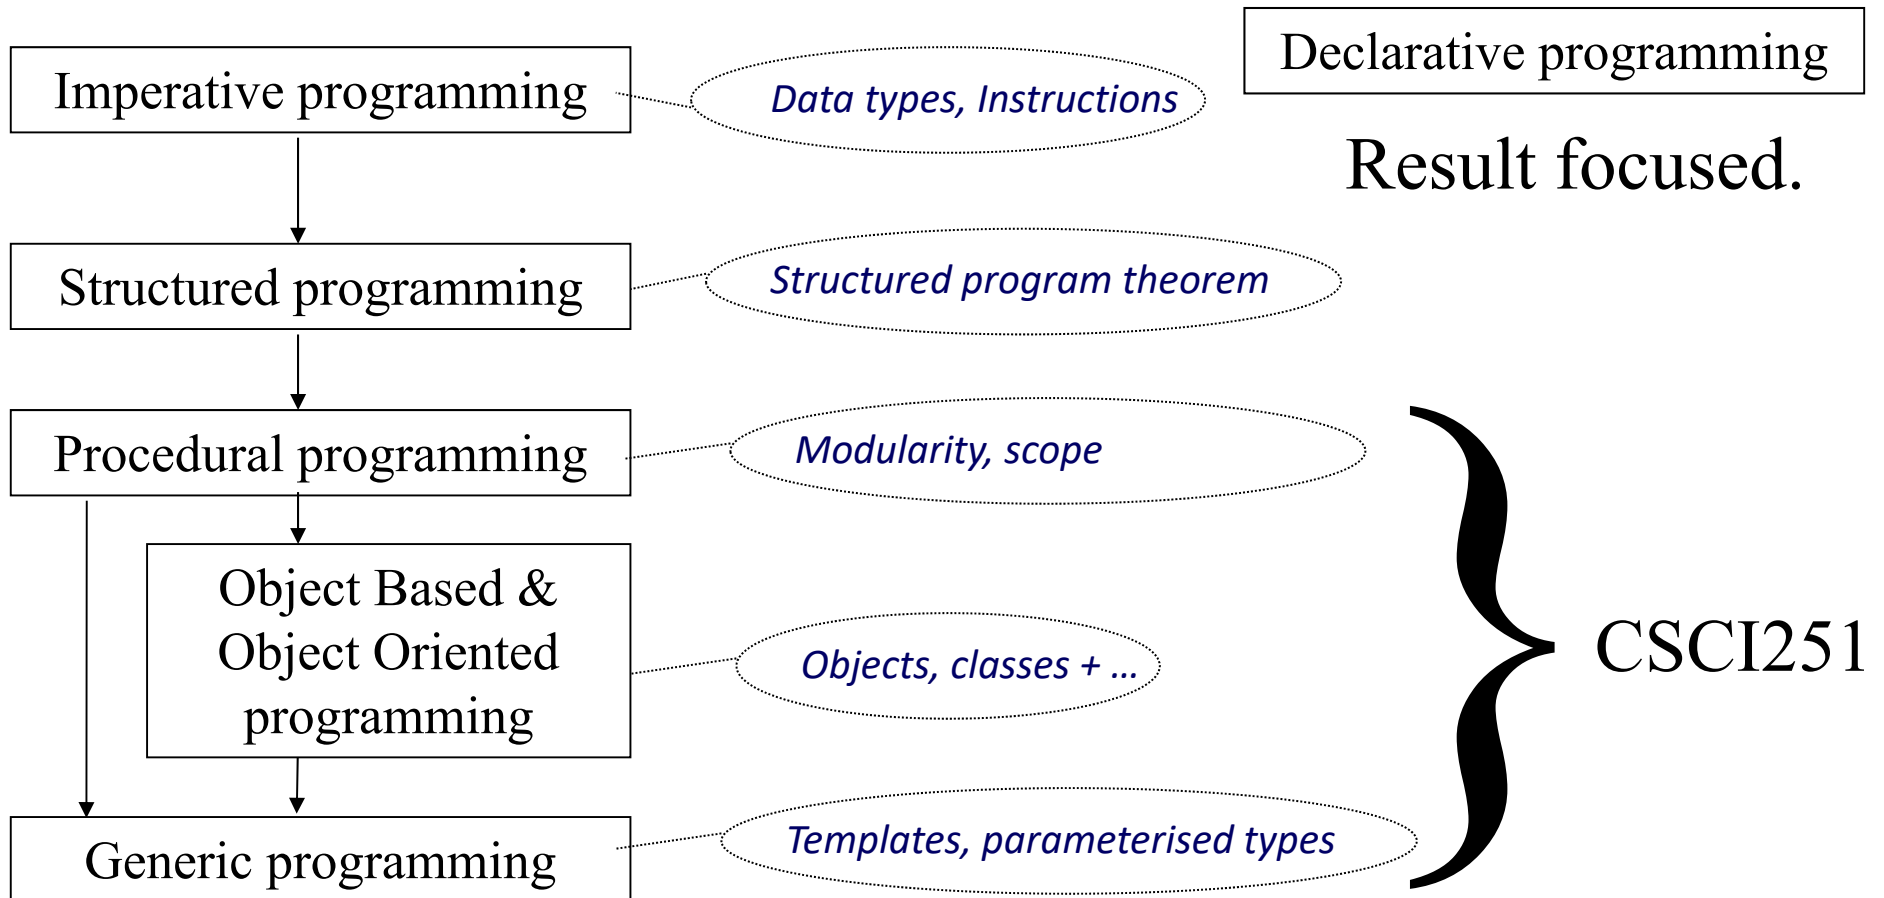 Imperative programming
Data types, Instructions
Declarative programming
Result focused.
Structured programming
Structured program theorem
Procedural programming
Modularity, scope
Object Based &
Object Oriented
programming
Objects, classes + ...
CSCI251
Generic programming
Templates, parameterised types